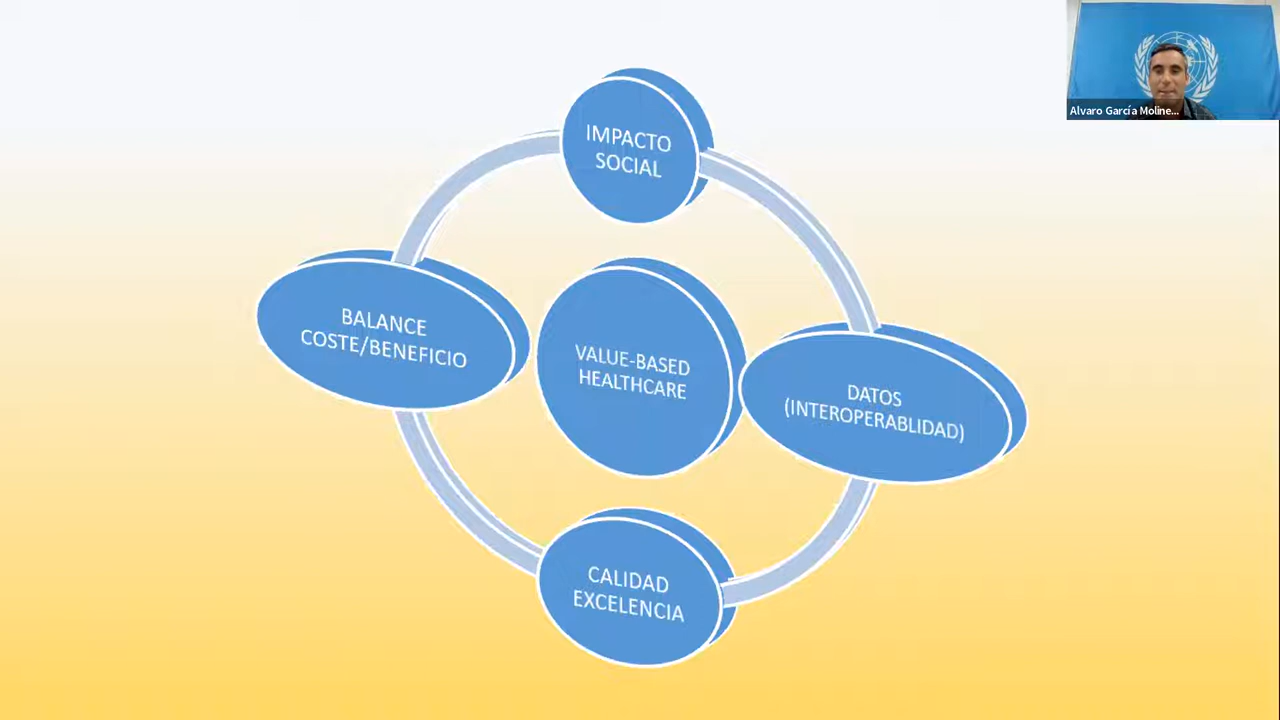 Alvaro García Moline...
IMPACTO
SOCIAL
BALANCE
COSTE/BENEFICIO
VALUE-BASED
HEALTHCARE
DATOS
(INTEROPERABLIDAD)
CALIDAD
EXCELENCIA